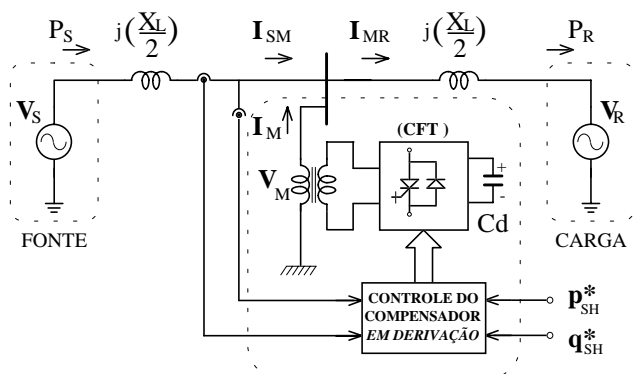 P_S
j(X_L/2)
I_SM
I_MR
j(X_L/2)
P_R
V_S
I_M
(CFT)
V_R
V_M
+
+
-
Cd
FONTE
CARGA
CONTROLE DO
COMPENSADOR
EM DERIVAÇÃO
p*_SH
q*_SH